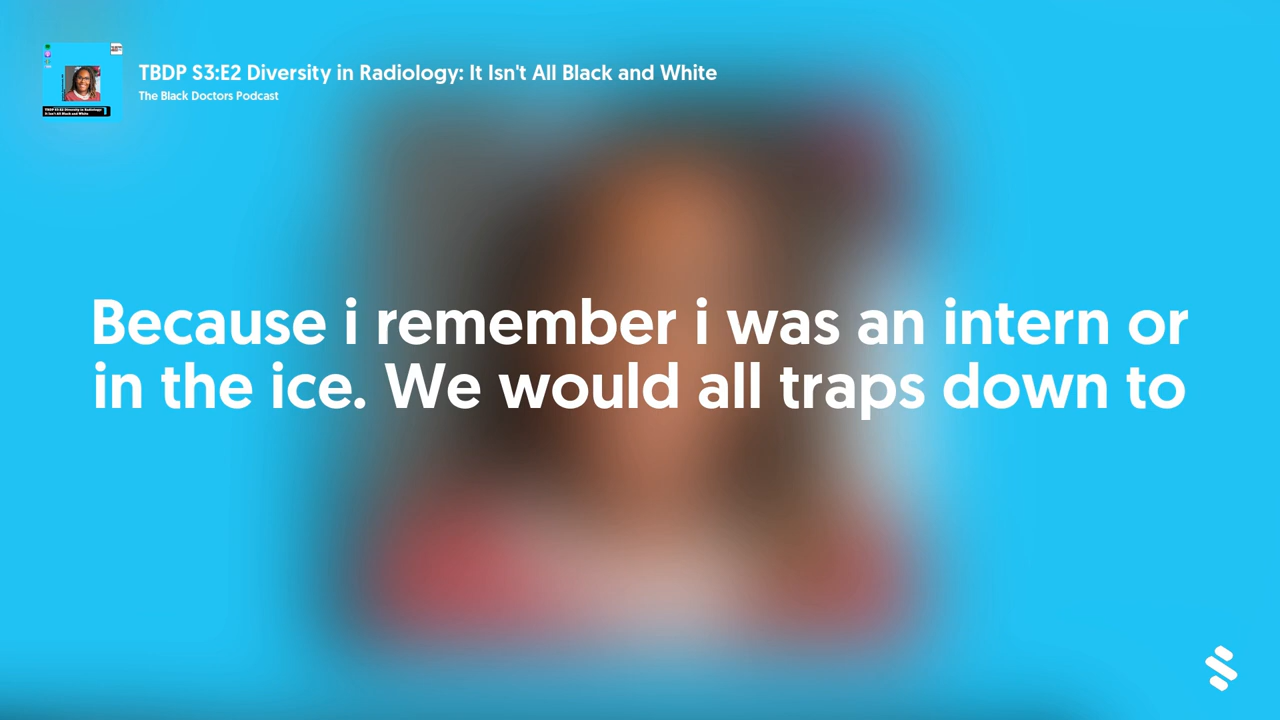 TBDP S3:E2 Diversity in Radiology: It Isn't All Black and White
The Black Doctors Podcast
Because i remember i was an intern or
in the ice. We would all traps down to